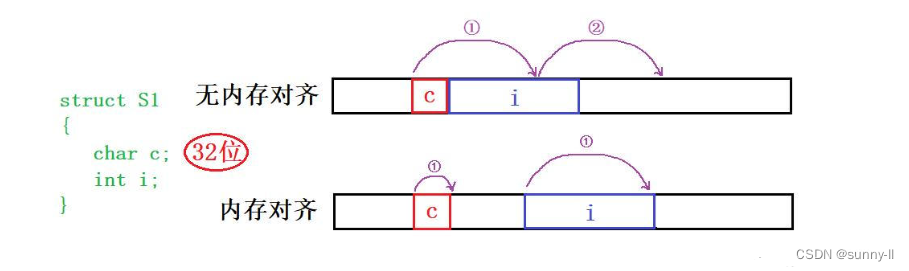 ① ②
无内存对齐 c i
struct S1
{
char c; 32位
int i;
}
① ①
内存对齐 c i
CSDN @sunny-ll